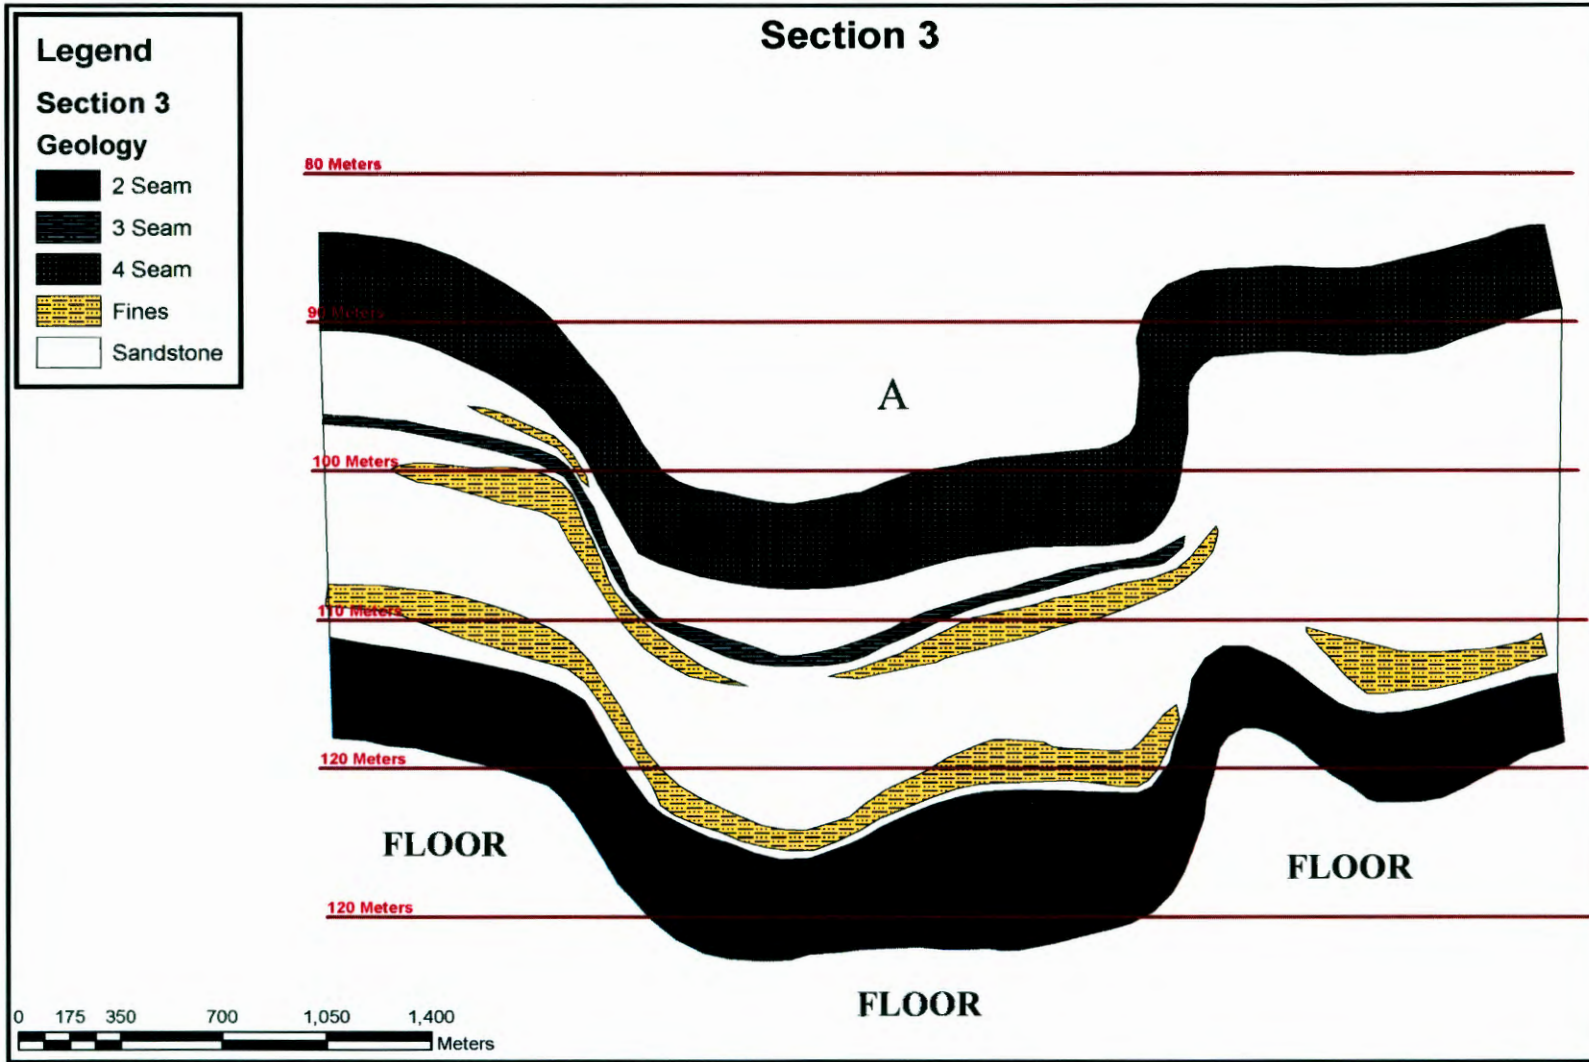 Section 3
Legend
Section 3
Geology
2 Seam
3 Seam
4 Seam
Fines
Sandstone
80 Meters
90 Meters
A
100 Meters
110 Meters
120 Meters
FLOOR
FLOOR
120 Meters
FLOOR
0 175 350 700 1,050 1,400
Meters